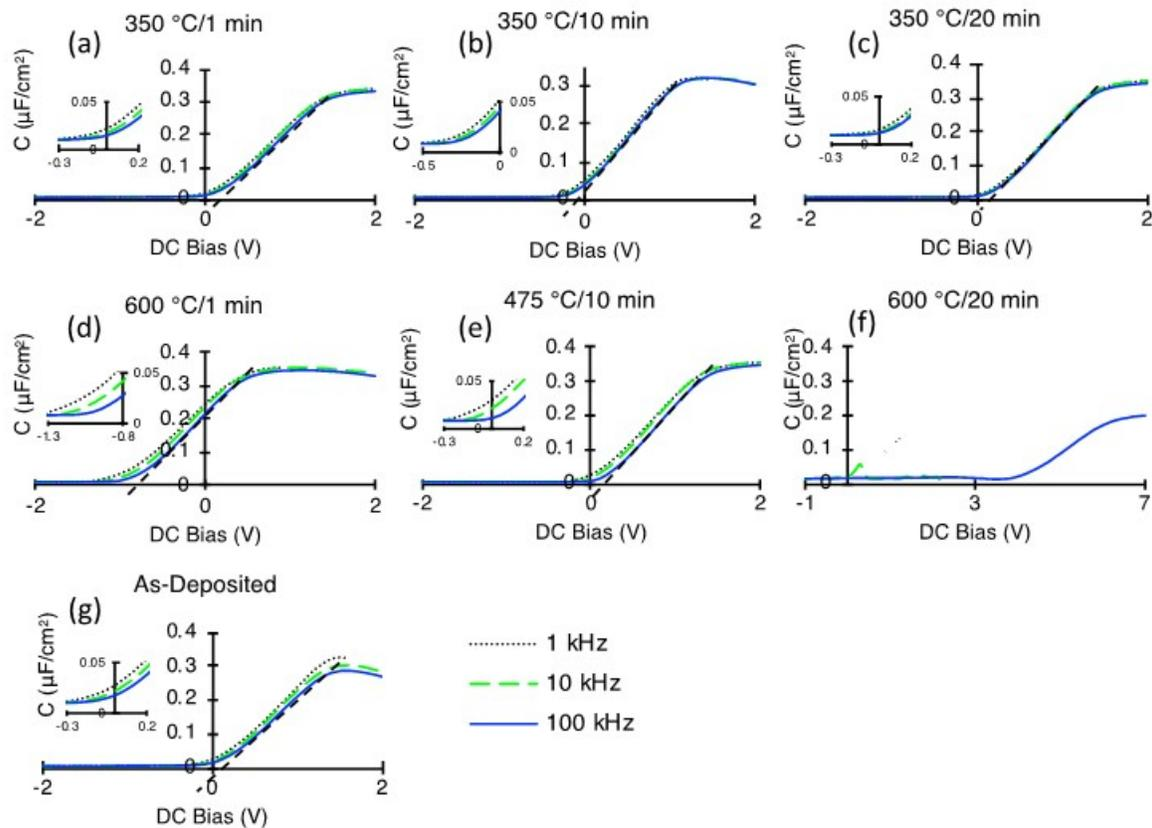 350 °C/1 min
(a)
C (µF/cm²)
0.4
0.3
0.2
0.1
0
0.05
0
-0.3
0.2
-2
0
2
DC Bias (V)
350 °C/10 min
(b)
C (µF/cm²)
0.3
0.2
0.1
0
0.05
0
-0.5
0
-2
0
2
DC Bias (V)
350 °C/20 min
(c)
C (µF/cm²)
0.4
0.3
0.2
0.1
0
0.05
0
-0.3
0.2
-2
0
2
DC Bias (V)
600 °C/1 min
(d)
C (µF/cm²)
0.4
0.3
0.2
0.1
0
0.05
0
-1.3
-0.8
-2
0
2
DC Bias (V)
475 °C/10 min
(e)
C (µF/cm²)
0.4
0.3
0.2
0.1
0
0.05
0
-0.3
0.2
-2
0
2
DC Bias (V)
600 °C/20 min
(f)
C (µF/cm²)
0.4
0.3
0.2
0.1
0
-1
3
7
DC Bias (V)
As-Deposited
(g)
C (µF/cm²)
0.4
0.3
0.2
0.1
0
0.05
0
-0.3
0.2
-2
0
2
DC Bias (V)
1 kHz
10 kHz
100 kHz